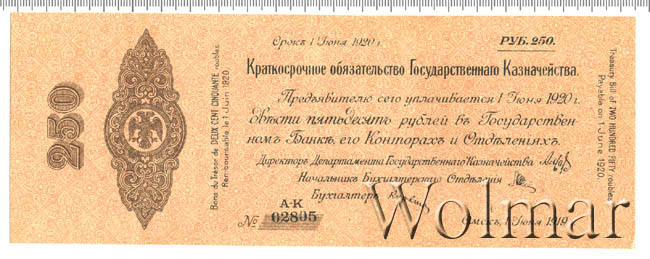 Срокъ 1 Іюня 1920 г.
РУБ. 250.
Краткосрочное обязательство Государственнаго Казначейства.
Предъявителю сего уплачивается 1 Іюня 1920 г.
двѣсти пятьдесятъ рублей въ Государствен-
номъ Банкѣ, его Конторахъ и Отдѣленіяхъ.
Директоръ Департамента Государственнаго Казначейства
Начальникъ Бухгалтерскаго Отдѣленія
Бухгалтеръ
А-К
№ 02805
Омскъ, 1 Іюня 1919
250
Bons du Trésor de DEUX CENT CINQUANTE roubles
Remboursable le 1 Juin 1920.
Treasury Bill of TWO HUNDRED FIFTY roubles
Payable on 1 June 1920.
Wolmar